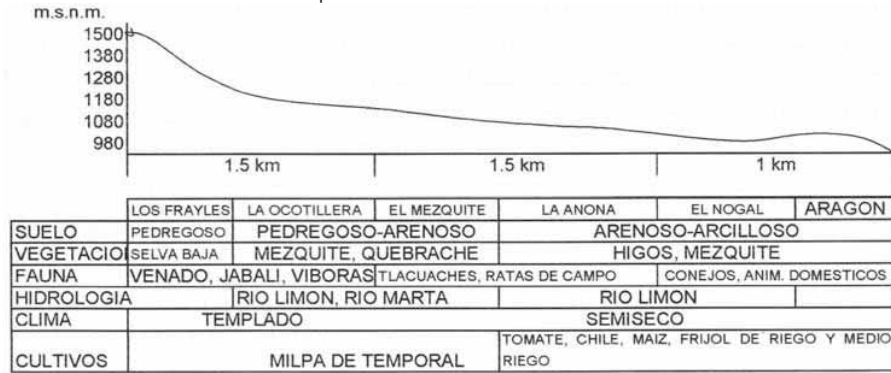 m.s.n.m.
1500
1380
1280
1180
1080
980
1.5 km 1.5 km 1 km
LOS FRAYLES LA OCOTILLERA EL MEZQUITE LA ANONA EL NOGAL ARAGON
SUELO PEDREGOSO PEDREGOSO-ARENOSO ARENOSO-ARCILLOSO
VEGETACION SELVA BAJA MEZQUITE, QUEBRACHE HIGOS, MEZQUITE
FAUNA VENADO, JABALI, VIBORAS TLACUACHES, RATAS DE CAMPO CONEJOS, ANIM. DOMESTICOS
HIDROLOGIA RIO LIMON, RIO MARTA RIO LIMON
CLIMA TEMPLADO SEMISECO
CULTIVOS MILPA DE TEMPORAL TOMATE, CHILE, MAIZ, FRIJOL DE RIEGO Y MEDIO
RIEGO